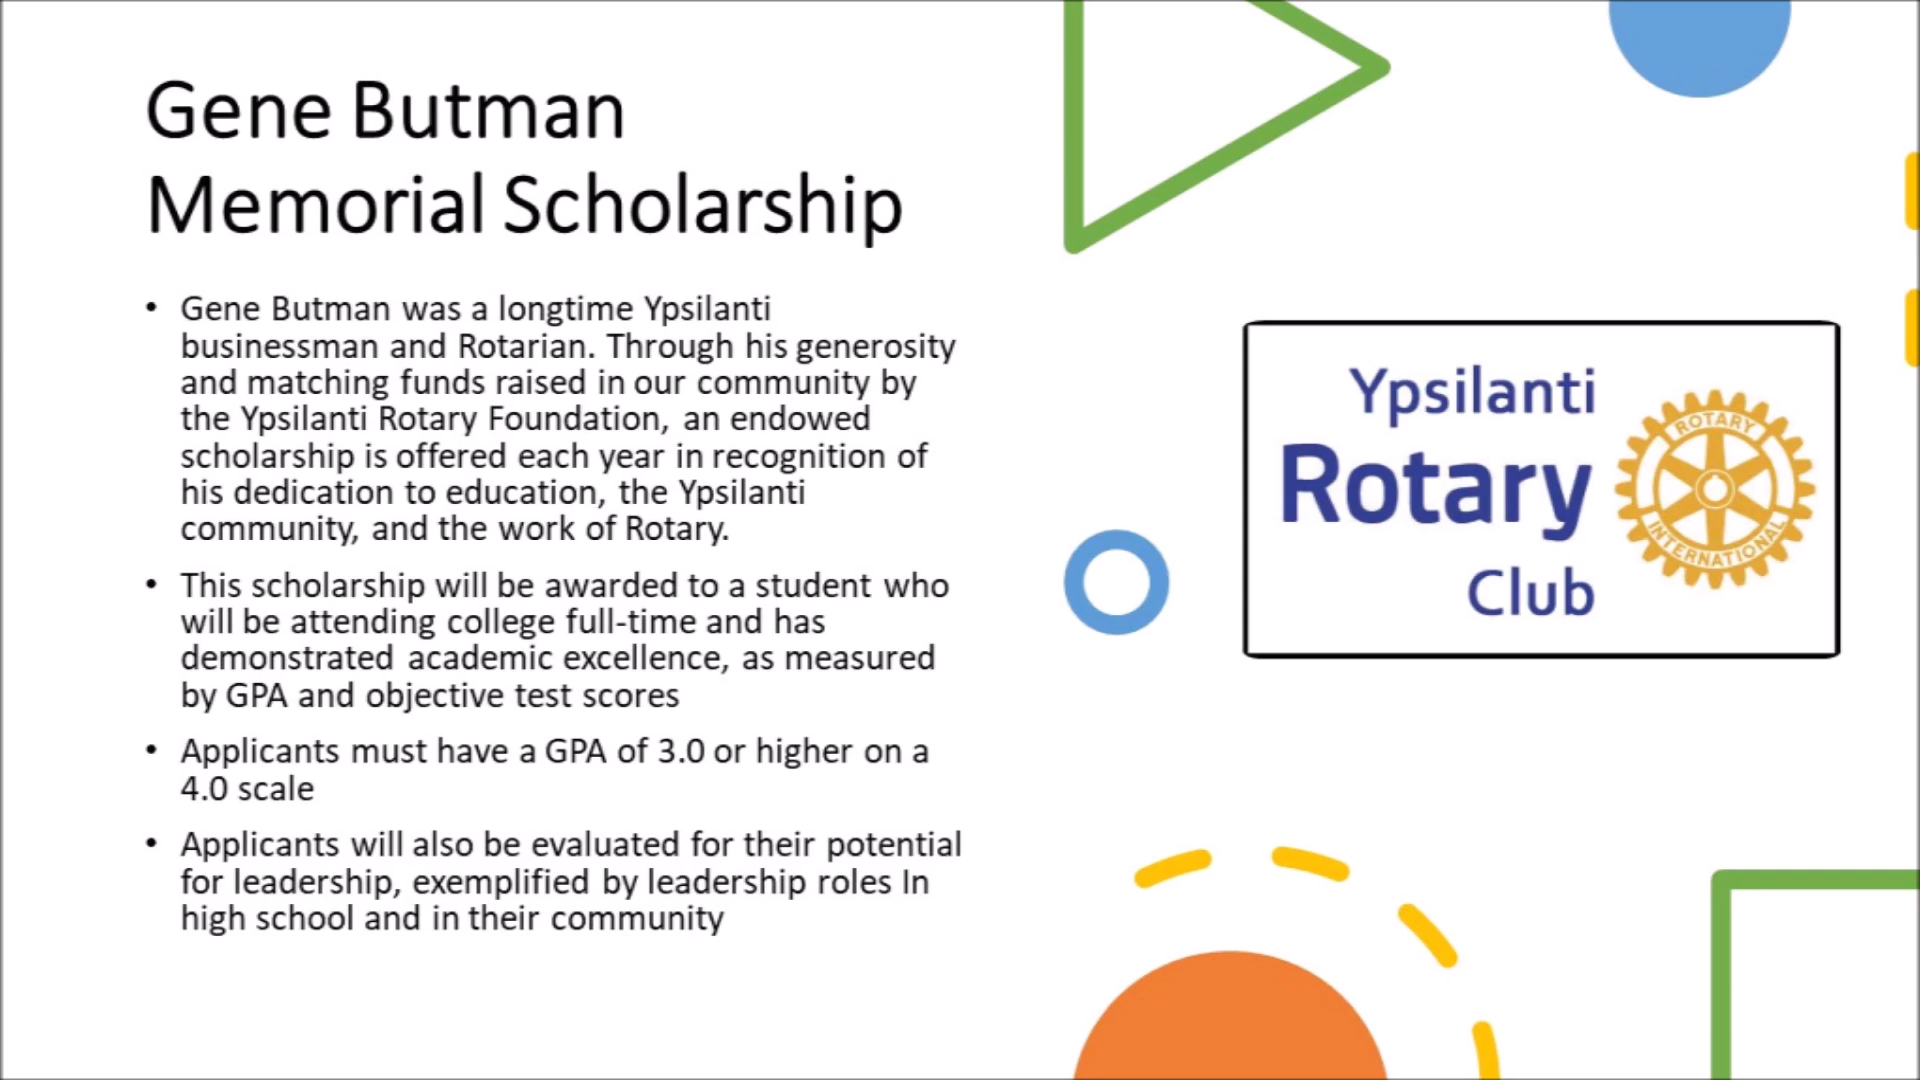 Gene Butman
Memorial Scholarship
• Gene Butman was a longtime Ypsilanti
businessman and Rotarian. Through his generosity
and matching funds raised in our community by
the Ypsilanti Rotary Foundation, an endowed
scholarship is offered each year in recognition of
his dedication to education, the Ypsilanti
community, and the work of Rotary.
• This scholarship will be awarded to a student who
will be attending college full-time and has
demonstrated academic excellence, as measured
by GPA and objective test scores
• Applicants must have a GPA of 3.0 or higher on a
4.0 scale
• Applicants will also be evaluated for their potential
for leadership, exemplified by leadership roles In
high school and in their community
Ypsilanti
Rotary
Club
ROTARY
INTERNATIONAL